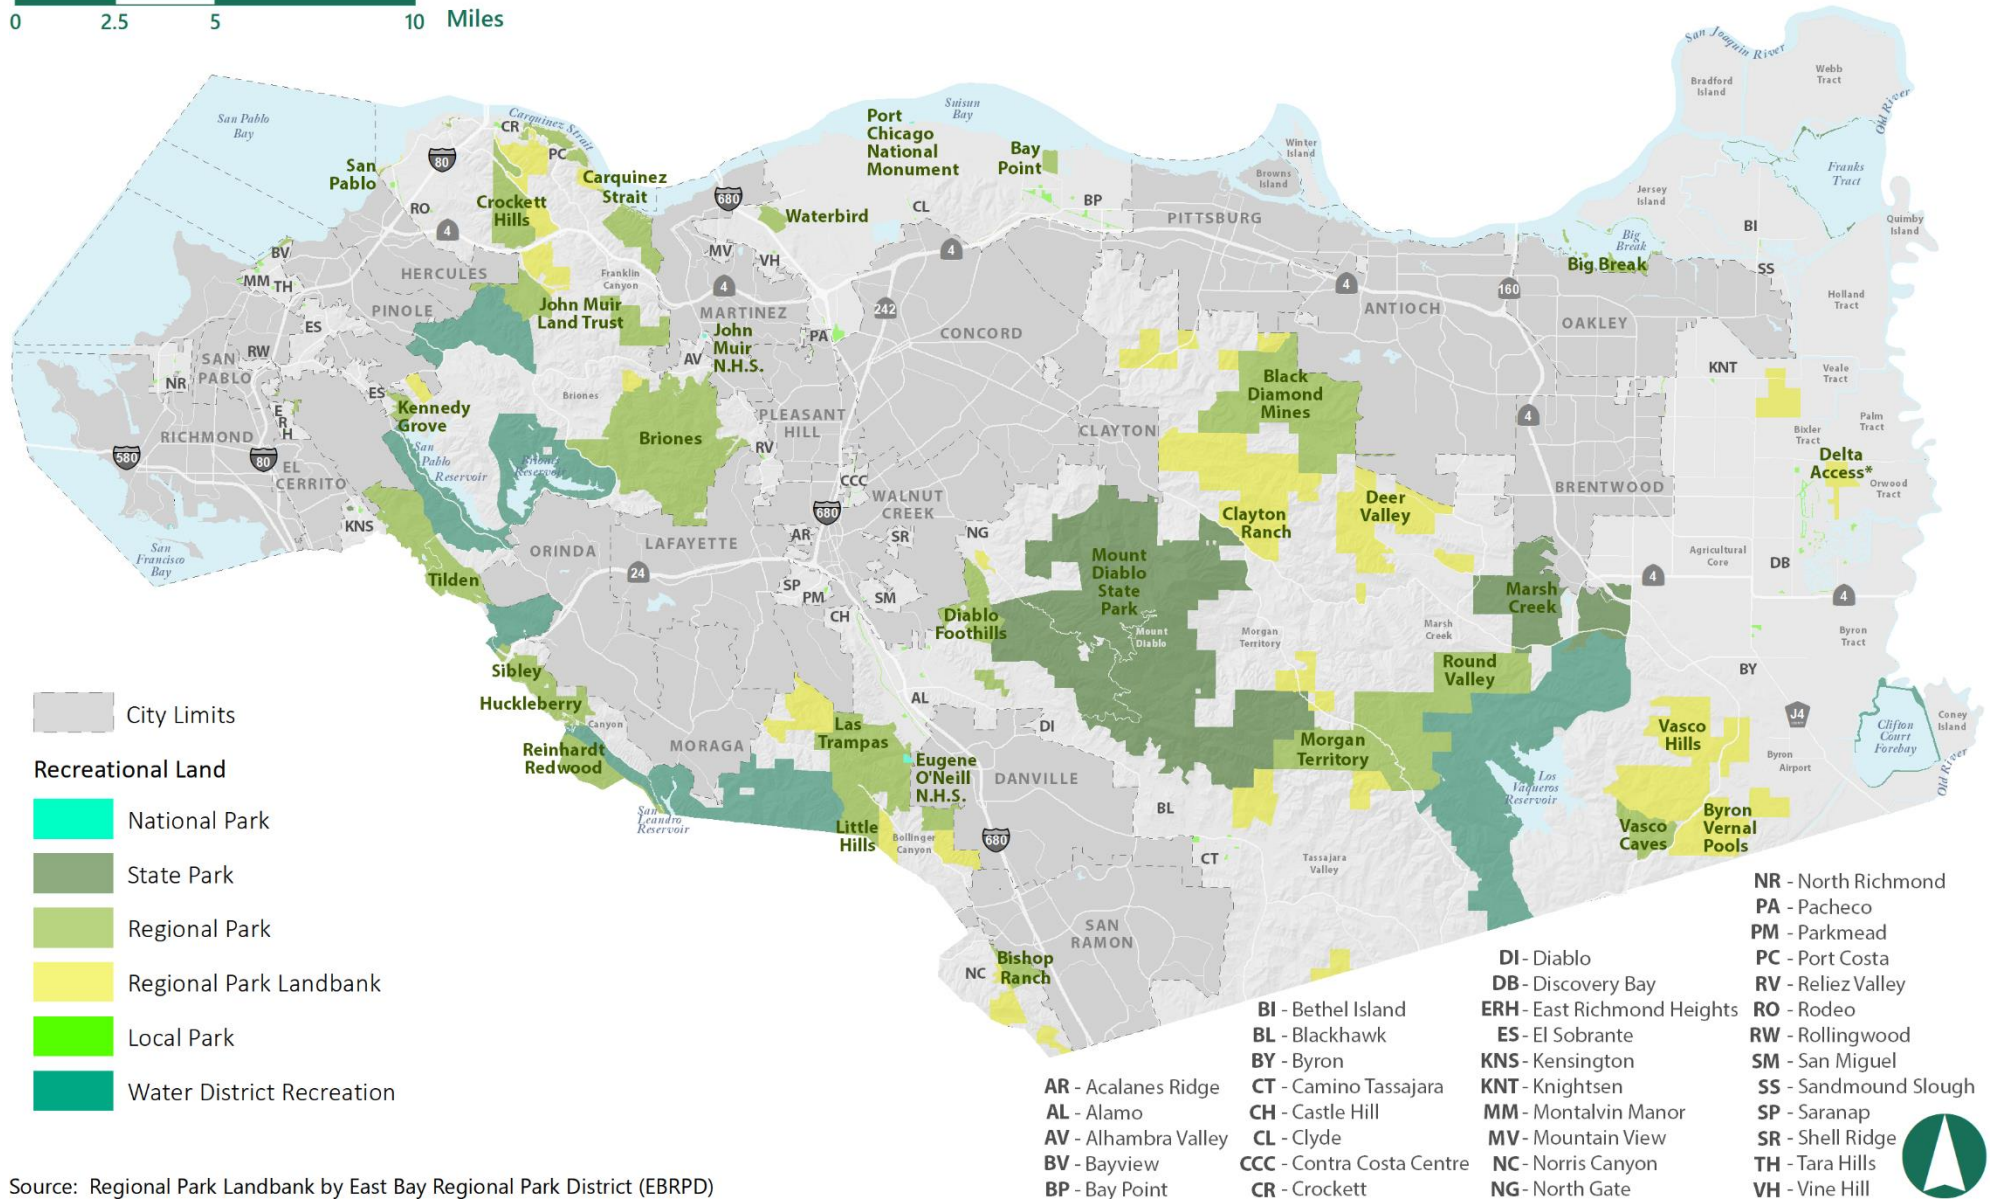 0 2.5 5 10 Miles
San Joaquin River
Webb
Tract
Bradford
Island
Old River
San Pablo
Bay
CR
Carquinez Strait
PC
Port
Chicago
National
Monument
Suisun
Bay
Bay
Point
Winter
Island
Browns
Island
Franks
Tract
Jersey
Island
Quimby
Island
San
Pablo
80
RO
Crockett
Hills
Carquinez
Strait
680
Waterbird
CL
BP
PITTSBURG
BI
Big
Break
Big Break
SS
4
BV
MM TH
HERCULES
PINOLE
Franklin
Canyon
MV
VH
4
4
242
4
ANTIOCH
160
OAKLEY
Holland
Tract
John Muir
Land Trust
MARTINEZ
John
Muir
N.H.S.
AV
PA
CONCORD
ES
RW
SAN
PABLO
NR
ES
Kennedy
Grove
Briones
Black
Diamond
Mines
KNT
Veale
Tract
Palm
Tract
Bixler
Tract
E
R
H
RICHMOND
580
80
EL
CERRITO
San
Pablo
Reservoir
Briones
Reservoir
Briones
PLEASANT
HILL
RV
CCC
CLAYTON
4
Delta
Access*
Orwood
Tract
BRENTWOOD
Deer
Valley
Clayton
Ranch
WALNUT
CREEK
680
KNS
San
Francisco
Bay
ORINDA
LAFAYETTE
24
AR
SR
NG
Tilden
SP
PM
SM
CH
Mount
Diablo
State
Park
Mount
Diablo
Diablo
Foothills
Morgan
Territory
Marsh
Creek
Marsh
Creek
Agricultural
Core
DB
4
4
Byron
Tract
Sibley
Huckleberry
Canyon
Reinhardt
Redwood
MORAGA
Las
Trampas
AL
DI
Round
Valley
BY
J4
Vasco
Hills
Clifton
Court
Forebay
Coney
Island
Old River
Byron
Airport
Morgan
Territory
Eugene
O'Neill
N.H.S.
DANVILLE
Los
Vaqueros
Reservoir
San
Leandro
Reservoir
Little
Hills
Bollinger
Canyon
680
BL
CT
Tassajara
Valley
Vasco
Caves
Byron
Vernal
Pools
SAN
RAMON
NC
Bishop
Ranch
City Limits
Recreational Land
National Park
State Park
Regional Park
Regional Park Landbank
Local Park
Water District Recreation
AR - Acalanes Ridge
AL - Alamo
AV - Alhambra Valley
BV - Bayview
BP - Bay Point
BI - Bethel Island
BL - Blackhawk
BY - Byron
CT - Camino Tassajara
CH - Castle Hill
CL - Clyde
CCC - Contra Costa Centre
CR - Crockett
DI - Diablo
DB - Discovery Bay
ERH - East Richmond Heights
ES - El Sobrante
KNS - Kensington
KNT - Knightsen
MM - Montalvin Manor
MV - Mountain View
NC - Norris Canyon
NG - North Gate
NR - North Richmond
PA - Pacheco
PM - Parkmead
PC - Port Costa
RV - Reliez Valley
RO - Rodeo
RW - Rollingwood
SM - San Miguel
SS - Sandmound Slough
SP - Saranap
SR - Shell Ridge
TH - Tara Hills
VH - Vine Hill
Source: Regional Park Landbank by East Bay Regional Park District (EBRPD)